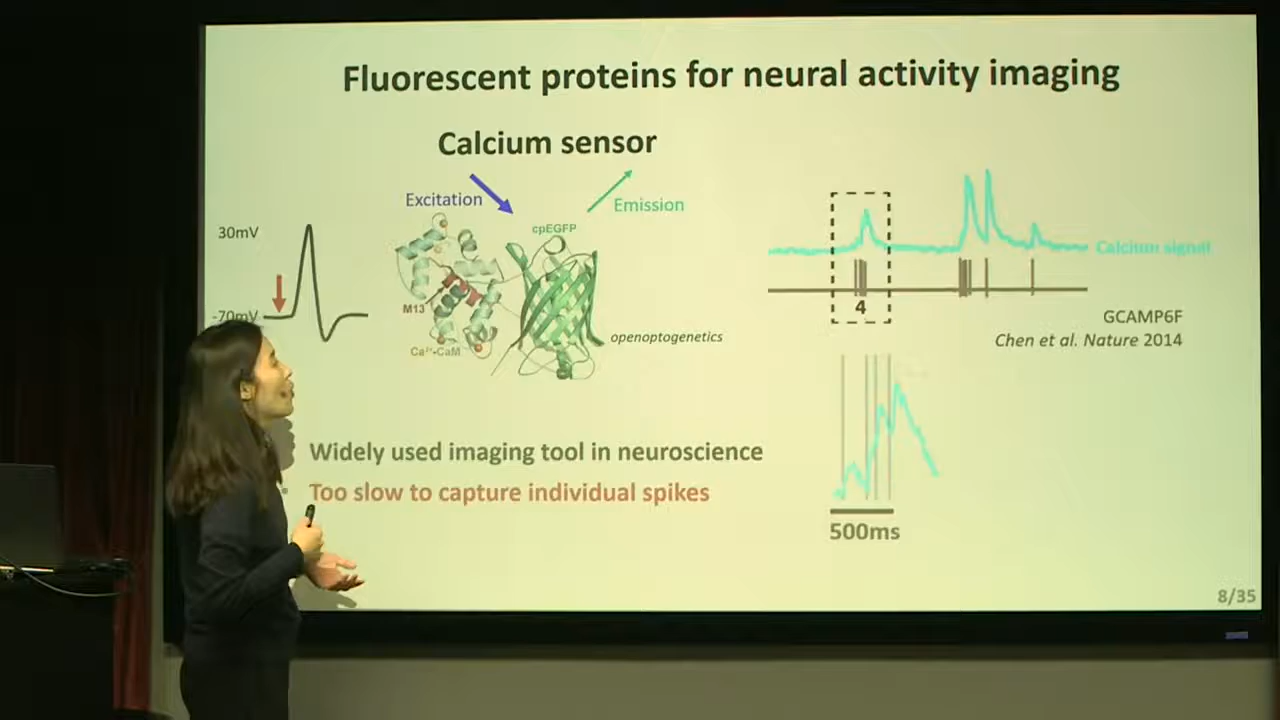 Fluorescent proteins for neural activity imaging
Calcium sensor
Excitation
Emission
30mV
-70mV
cpEGFP
M13
Ca²⁺-CaM
openoptogenetics
Calcium signal
4
GCAMP6F
Chen et al. Nature 2014
Widely used imaging tool in neuroscience
Too slow to capture individual spikes
500ms
8/35